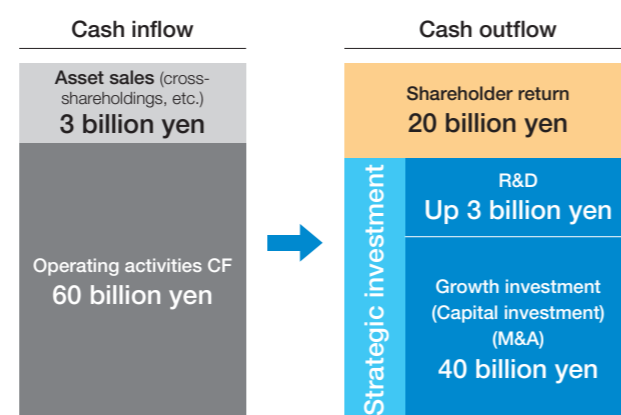 Cash inflow
Asset sales (cross-
shareholdings, etc.)
3 billion yen
Operating activities CF
60 billion yen
Cash outflow
Shareholder return
20 billion yen
Strategic investment
R&D
Up 3 billion yen
Growth investment
(Capital investment)
(M&A)
40 billion yen